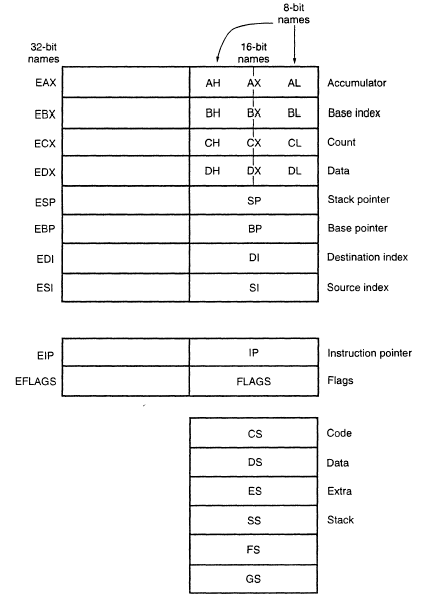 8-bit
names
32-bit
names
16-bit
names
EAX AH AX AL Accumulator
EBX BH BX BL Base index
ECX CH CX CL Count
EDX DH DX DL Data
ESP SP Stack pointer
EBP BP Base pointer
EDI DI Destination index
ESI SI Source index
EIP IP Instruction pointer
EFLAGS FLAGS Flags
CS Code
DS Data
ES Extra
SS Stack
FS
GS